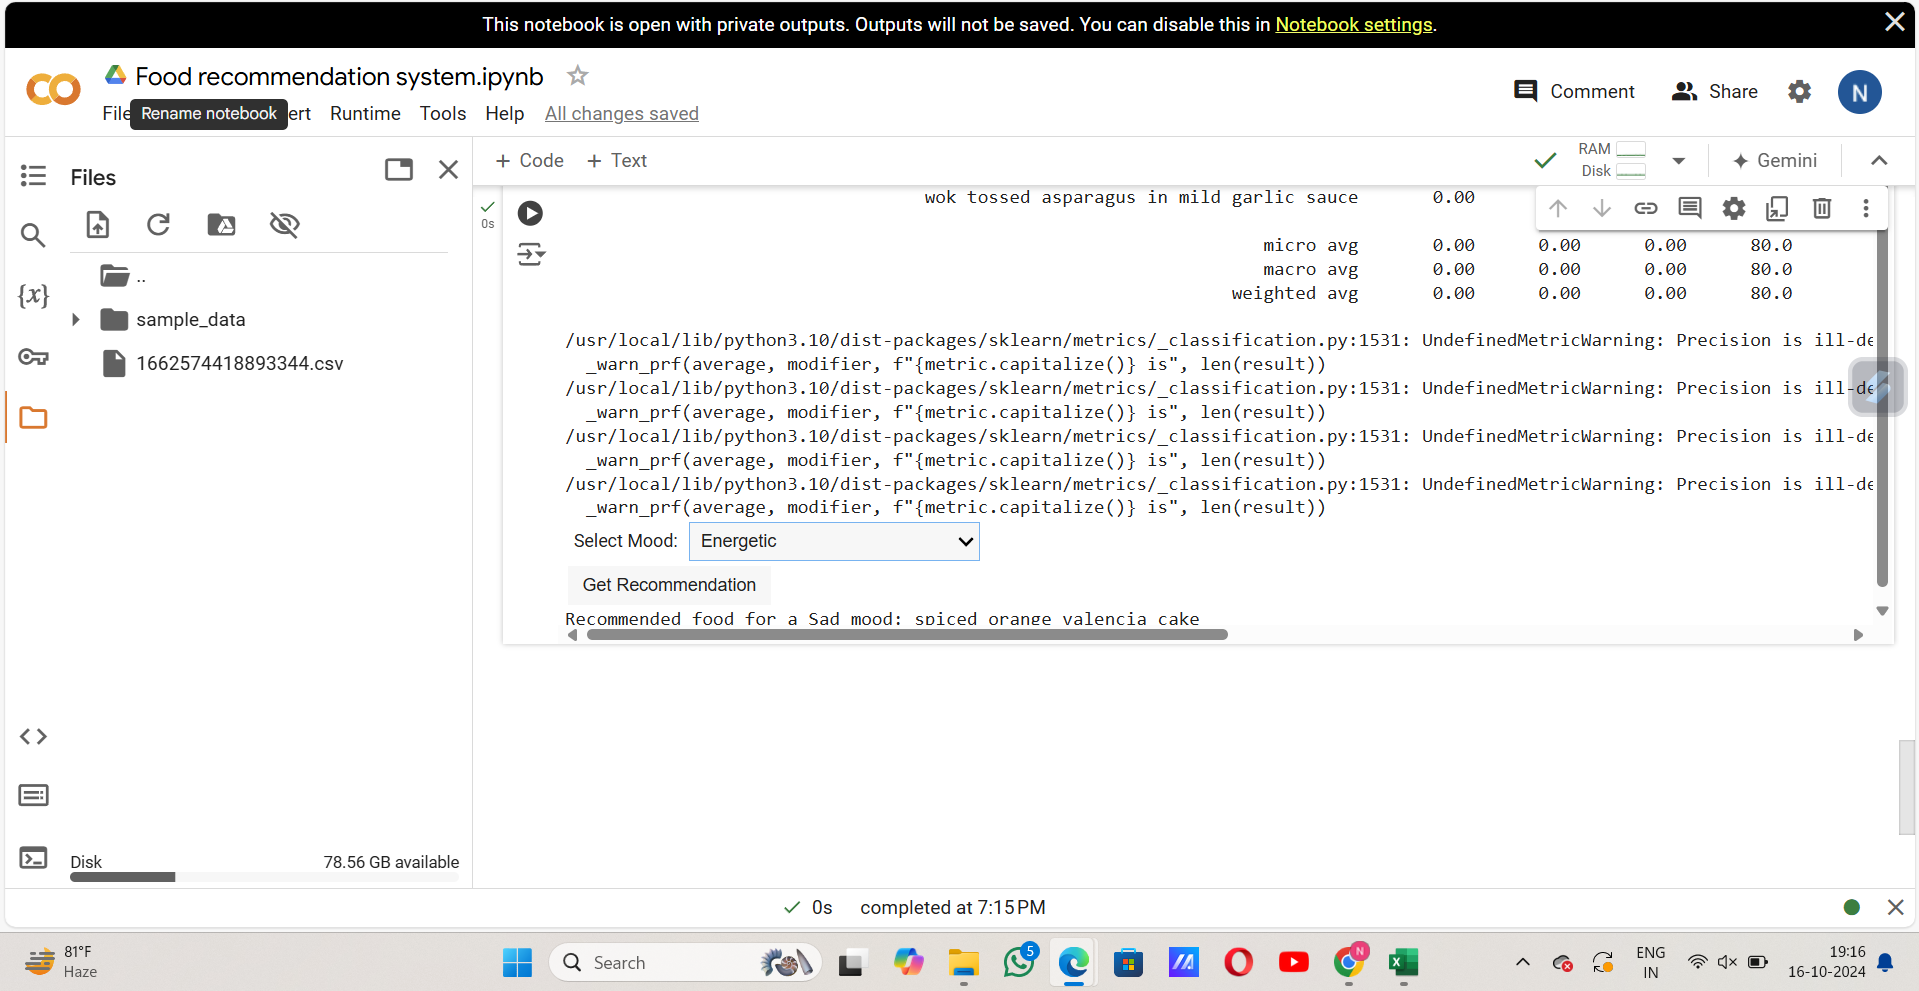 This notebook is open with private outputs. Outputs will not be saved. You can disable this in Notebook settings.
Food recommendation system.ipynb
Comment
Share
N
File
Rename notebook
ert
Runtime
Tools
Help
All changes saved
Files
+ Code
+ Text
RAM
Disk
Gemini
..
sample_data
1662574418893344.csv
{x}
0s
wok tossed asparagus in mild garlic sauce 0.00
micro avg 0.00 0.00 0.00 80.0
macro avg 0.00 0.00 0.00 80.0
weighted avg 0.00 0.00 0.00 80.0
/usr/local/lib/python3.10/dist-packages/sklearn/metrics/_classification.py:1531: UndefinedMetricWarning: Precision is ill-de
_warn_prf(average, modifier, f"{metric.capitalize()} is", len(result))
/usr/local/lib/python3.10/dist-packages/sklearn/metrics/_classification.py:1531: UndefinedMetricWarning: Precision is ill-de
_warn_prf(average, modifier, f"{metric.capitalize()} is", len(result))
/usr/local/lib/python3.10/dist-packages/sklearn/metrics/_classification.py:1531: UndefinedMetricWarning: Precision is ill-de
_warn_prf(average, modifier, f"{metric.capitalize()} is", len(result))
/usr/local/lib/python3.10/dist-packages/sklearn/metrics/_classification.py:1531: UndefinedMetricWarning: Precision is ill-de
_warn_prf(average, modifier, f"{metric.capitalize()} is", len(result))
Select Mood: Energetic
Get Recommendation
Recommended food for a Sad mood: spiced orange valencia cake
Disk 78.56 GB available
0s completed at 7:15 PM
81°F
Haze
Search
5
N
ENG
IN
19:16
16-10-2024